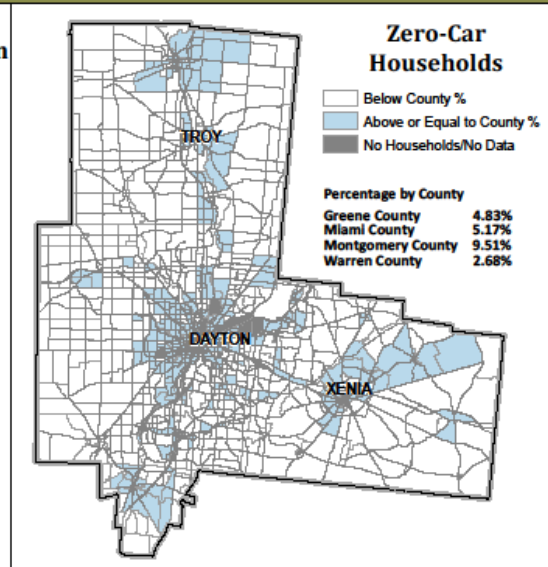 n
Zero-Car
Households
Below County %
Above or Equal to County %
No Households/No Data
Percentage by County
Greene County 4.83%
Miami County 5.17%
Montgomery County 9.51%
Warren County 2.68%
TROY
DAYTON
XENIA